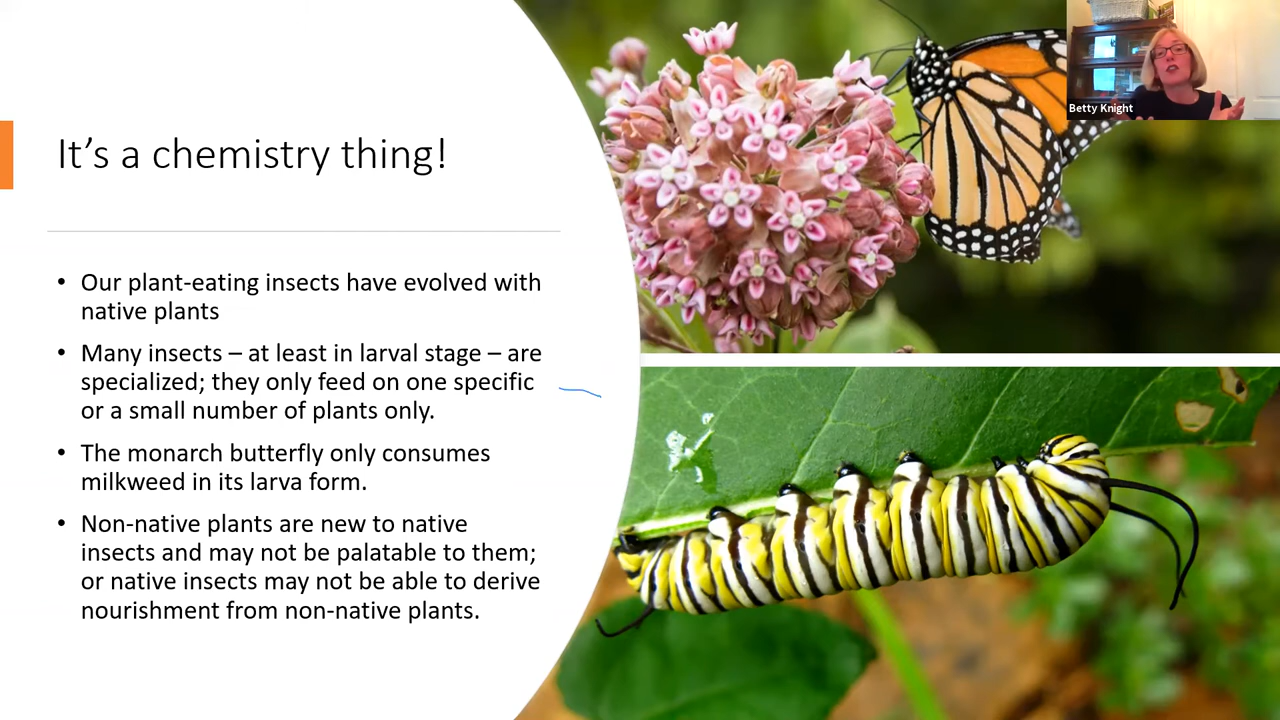 Betty Knight
It’s a chemistry thing!
• Our plant-eating insects have evolved with
native plants
• Many insects – at least in larval stage – are
specialized; they only feed on one specific
or a small number of plants only.
• The monarch butterfly only consumes
milkweed in its larva form.
• Non-native plants are new to native
insects and may not be palatable to them;
or native insects may not be able to derive
nourishment from non-native plants.